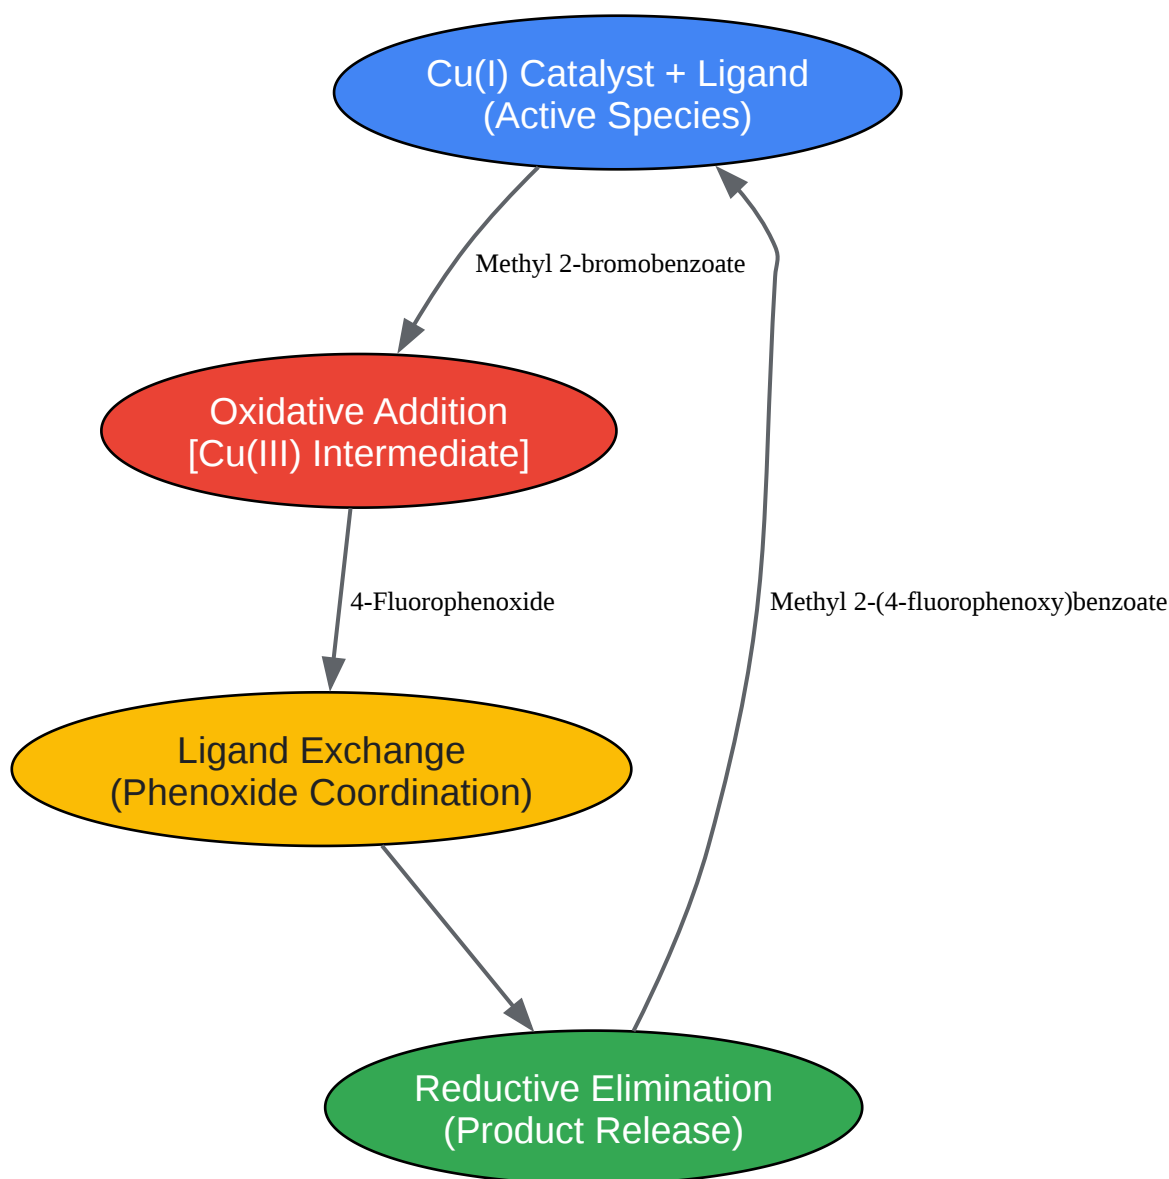 Cu(I) Catalyst + Ligand
(Active Species)
Methyl 2-bromobenzoate
Oxidative Addition
[Cu(III) Intermediate]
4-Fluorophenoxide
Methyl 2-(4-fluorophenoxy)benzoate
Ligand Exchange
(Phenoxide Coordination)
Reductive Elimination
(Product Release)